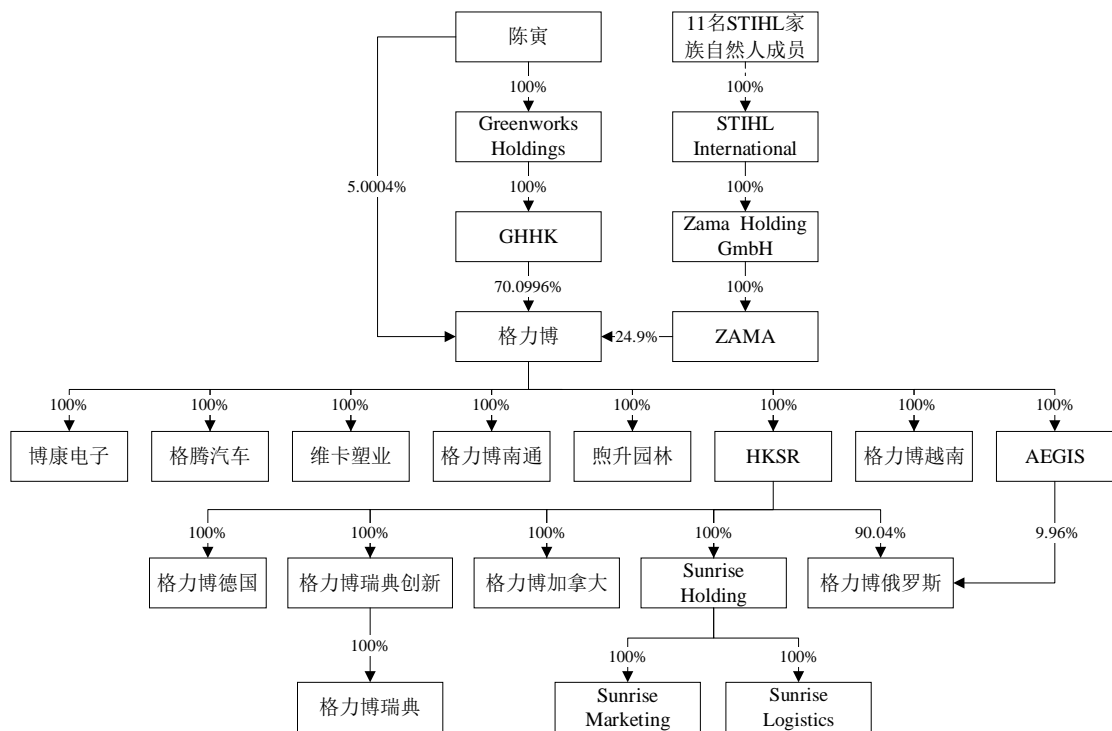 陈寅
11名STIHL家
族自然人成员
100%
100%
Greenworks
Holdings
STIHL
International
5.0004%
100%
100%
GHHK
Zama Holding
GmbH
70.0996%
100%
格力博
24.9%
ZAMA
100%
100%
100%
100%
100%
100%
100%
100%
博康电子
格腾汽车
维卡塑业
格力博南通
煦升园林
HKSR
格力博越南
AEGIS
100%
100%
100%
100%
90.04%
9.96%
格力博德国
格力博瑞典创新
格力博加拿大
Sunrise
Holding
格力博俄罗斯
100%
100%
100%
格力博瑞典
Sunrise
Marketing
Sunrise
Logistics